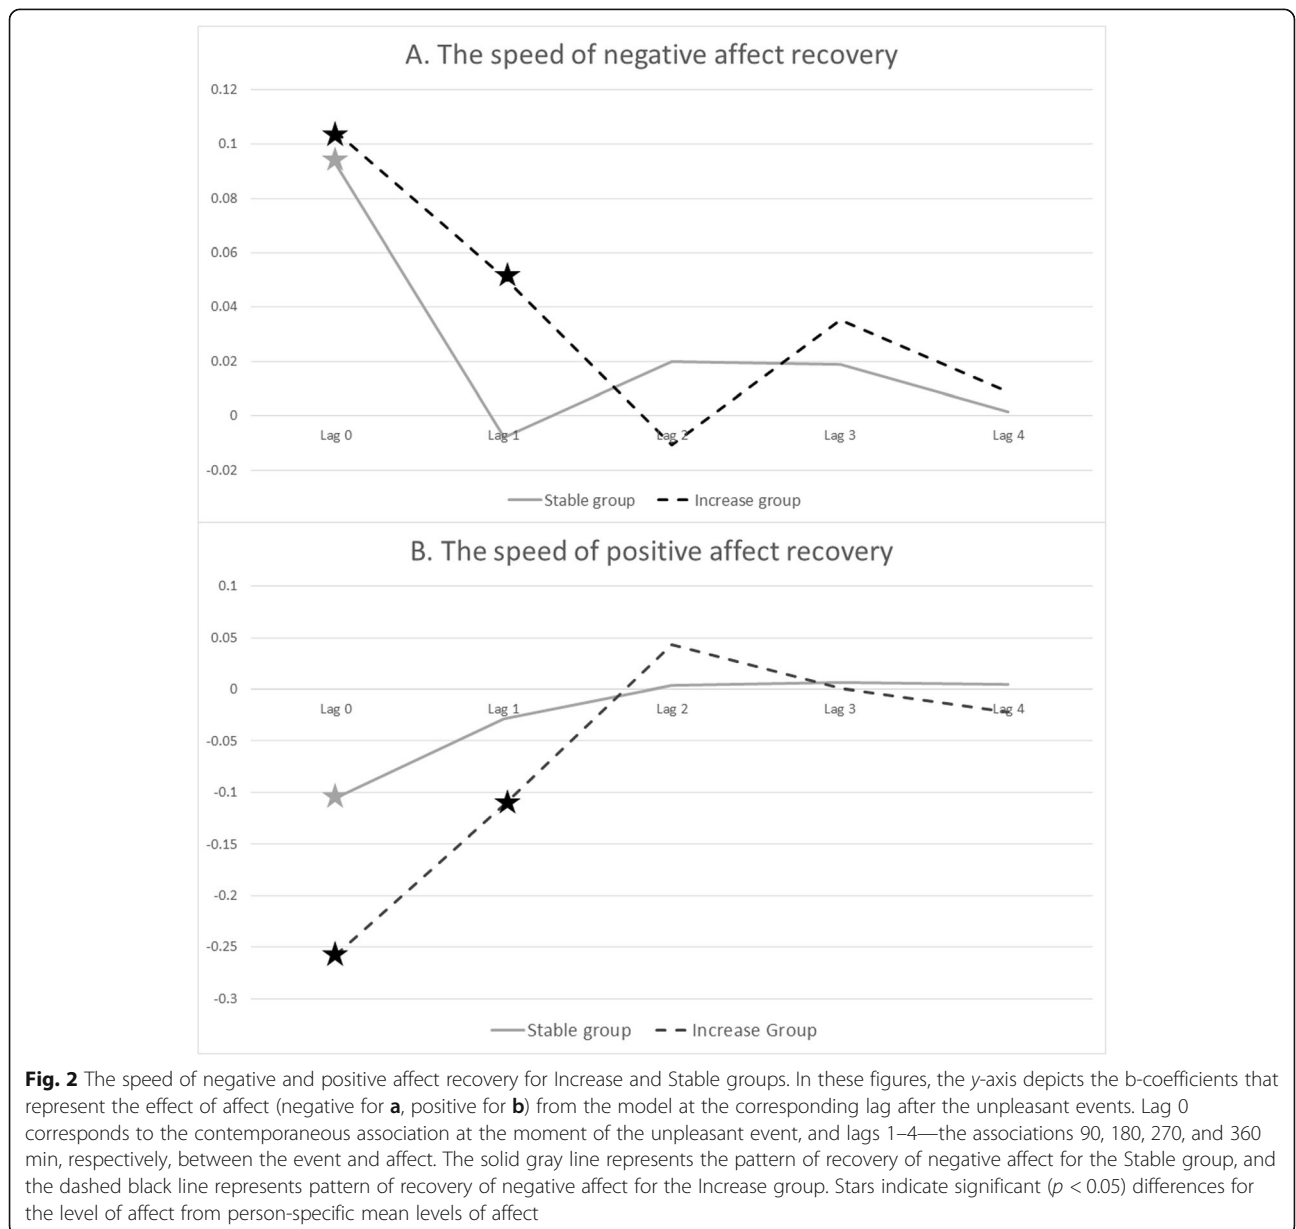 A. The speed of negative affect recovery
0.12
0.1
0.08
0.06
0.04
0.02
0
Lag 0 Lag 1 Lag 2 Lag 3 Lag 4
-0.02
Stable group Increase group
B. The speed of positive affect recovery
0.1
0.05
0
Lag 0 Lag 1 Lag 2 Lag 3 Lag 4
-0.05
-0.1
-0.15
-0.2
-0.25
-0.3
Stable group Increase Group
Fig. 2 The speed of negative and positive affect recovery for Increase and Stable groups. In these figures, the y-axis depicts the b-coefficients that
represent the effect of affect (negative for a, positive for b) from the model at the corresponding lag after the unpleasant events. Lag 0
corresponds to the contemporaneous association at the moment of the unpleasant event, and lags 1–4—the associations 90, 180, 270, and 360
min, respectively, between the event and affect. The solid gray line represents the pattern of recovery of negative affect for the Stable group, and
the dashed black line represents pattern of recovery of negative affect for the Increase group. Stars indicate significant (p < 0.05) differences for
the level of affect from person-specific mean levels of affect